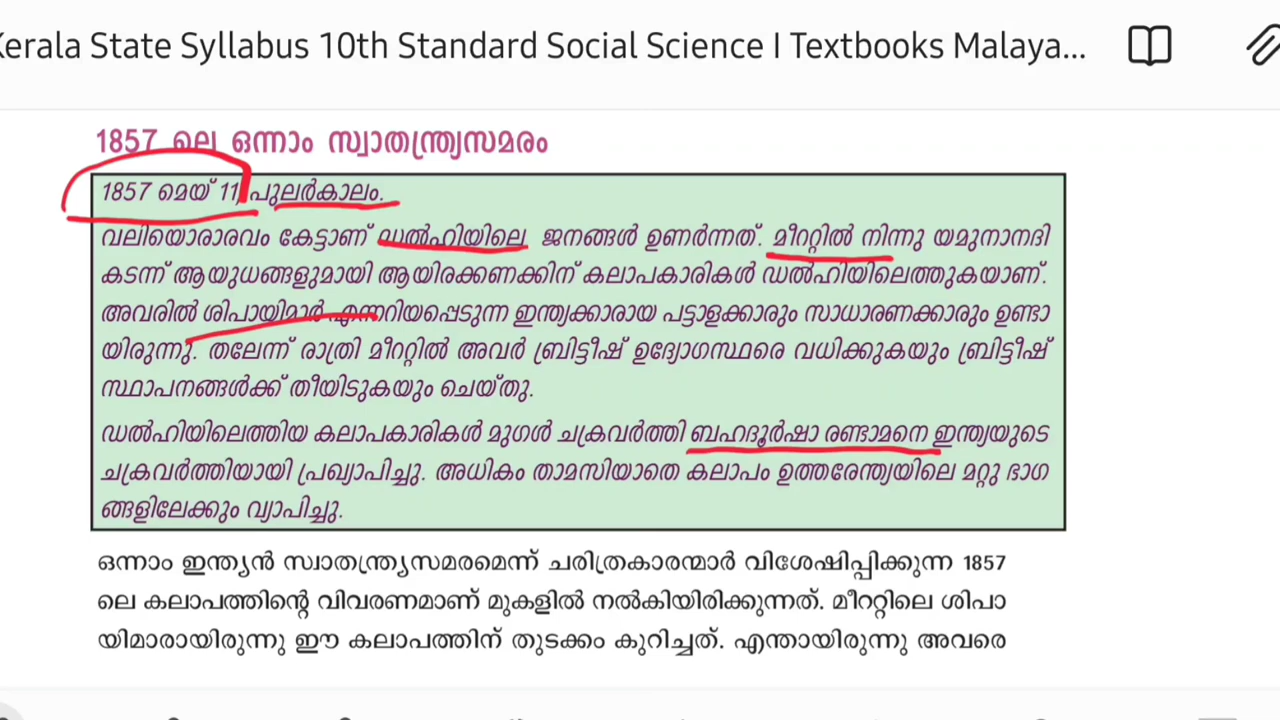 Kerala State Syllabus 10th Standard Social Science I Textbooks Malaya...
1857 ലെ ഒന്നാം സ്വാതന്ത്ര്യസമരം
1857 മെയ് 11, പുലർകാലം.
വലിയൊരാരവം കേട്ടാണ് ഡൽഹിയിലെ ജനങ്ങൾ ഉണർന്നത്. മീററ്റിൽ നിന്നു യമുനാനദി
കടന്ന് ആയുധങ്ങളുമായി ആയിരക്കണക്കിന് കലാപകാരികൾ ഡൽഹിയിലെത്തുകയാണ്.
അവരിൽ ശിപായിമാർ എന്നറിയപ്പെടുന്ന ഇന്ത്യക്കാരായ പട്ടാളക്കാരും സാധാരണക്കാരും ഉണ്ടാ
യിരുന്നു. തലേന്ന് രാത്രി മീററ്റിൽ അവർ ബ്രിട്ടീഷ് ഉദ്യോഗസ്ഥരെ വധിക്കുകയും ബ്രിട്ടീഷ്
സ്ഥാപനങ്ങൾക്ക് തീയിടുകയും ചെയ്തു.
ഡൽഹിയിലെത്തിയ കലാപകാരികൾ മുഗൾ ചക്രവർത്തി ബഹദൂർഷാ രണ്ടാമനെ ഇന്ത്യയുടെ
ചക്രവർത്തിയായി പ്രഖ്യാപിച്ചു. അധികം താമസിയാതെ കലാപം ഉത്തരേന്ത്യയിലെ മറ്റു ഭാഗ
ങ്ങളിലേക്കും വ്യാപിച്ചു.
ഒന്നാം ഇന്ത്യൻ സ്വാതന്ത്ര്യസമരമെന്ന് ചരിത്രകാരന്മാർ വിശേഷിപ്പിക്കുന്ന 1857
ലെ കലാപത്തിന്റെ വിവരണമാണ് മുകളിൽ നൽകിയിരിക്കുന്നത്. മീററ്റിലെ ശിപാ
യിമാരായിരുന്നു ഈ കലാപത്തിന് തുടക്കം കുറിച്ചത്. എന്തായിരുന്നു അവരെ